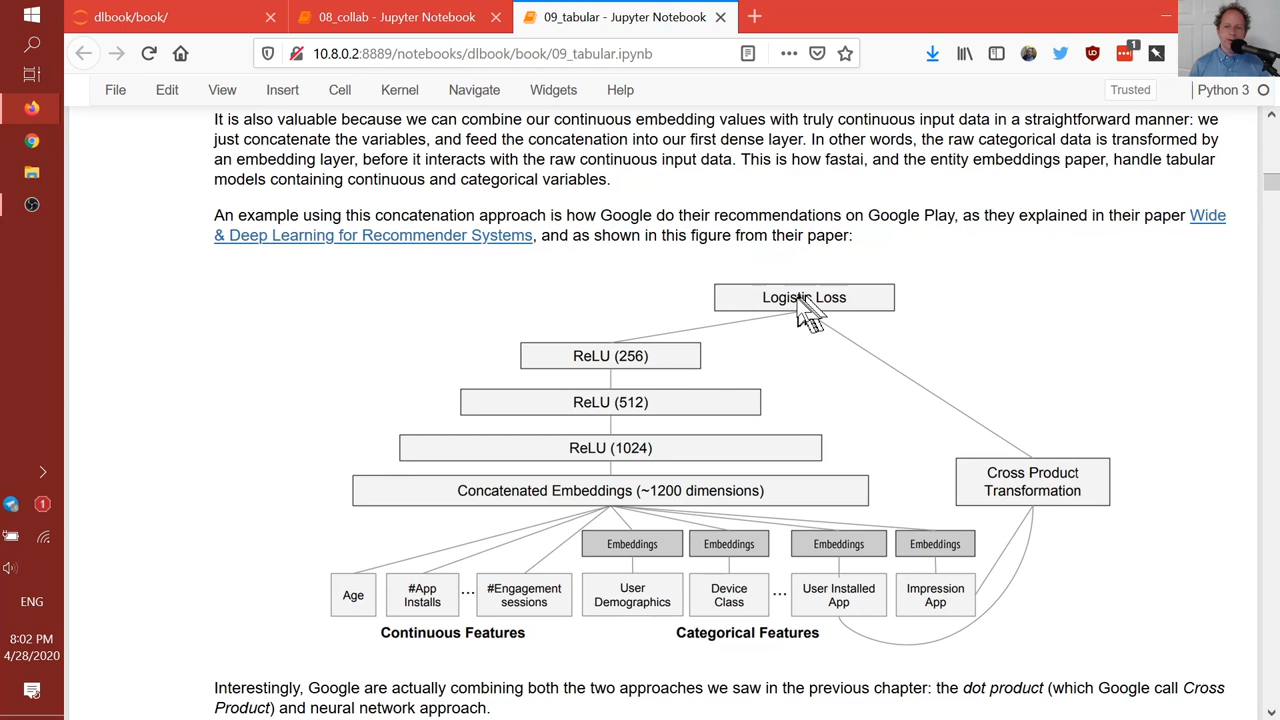 dlbook/book/
08_collab - Jupyter Notebook
09_tabular - Jupyter Notebook
10.8.0.2:8889/notebooks/dlbook/book/09_tabular.ipynb
1
File Edit View Insert Cell Kernel Navigate Widgets Help
Trusted
Python 3
It is also valuable because we can combine our continuous embedding values with truly continuous input data in a straightforward manner: we
just concatenate the variables, and feed the concatenation into our first dense layer. In other words, the raw categorical data is transformed by
an embedding layer, before it interacts with the raw continuous input data. This is how fastai, and the entity embeddings paper, handle tabular
models containing continuous and categorical variables.
An example using this concatenation approach is how Google do their recommendations on Google Play, as they explained in their paper Wide
& Deep Learning for Recommender Systems, and as shown in this figure from their paper:
Logistic Loss
ReLU (256)
ReLU (512)
ReLU (1024)
Cross Product
Transformation
Concatenated Embeddings (~1200 dimensions)
Embeddings
Embeddings
Embeddings
Embeddings
Age
#App
Installs
...
#Engagement
sessions
User
Demographics
Device
Class
...
User Installed
App
Impression
App
Continuous Features
Categorical Features
Interestingly, Google are actually combining both the two approaches we saw in the previous chapter: the dot product (which Google call Cross
Product) and neural network approach.
1
ENG
8:02 PM
4/28/2020